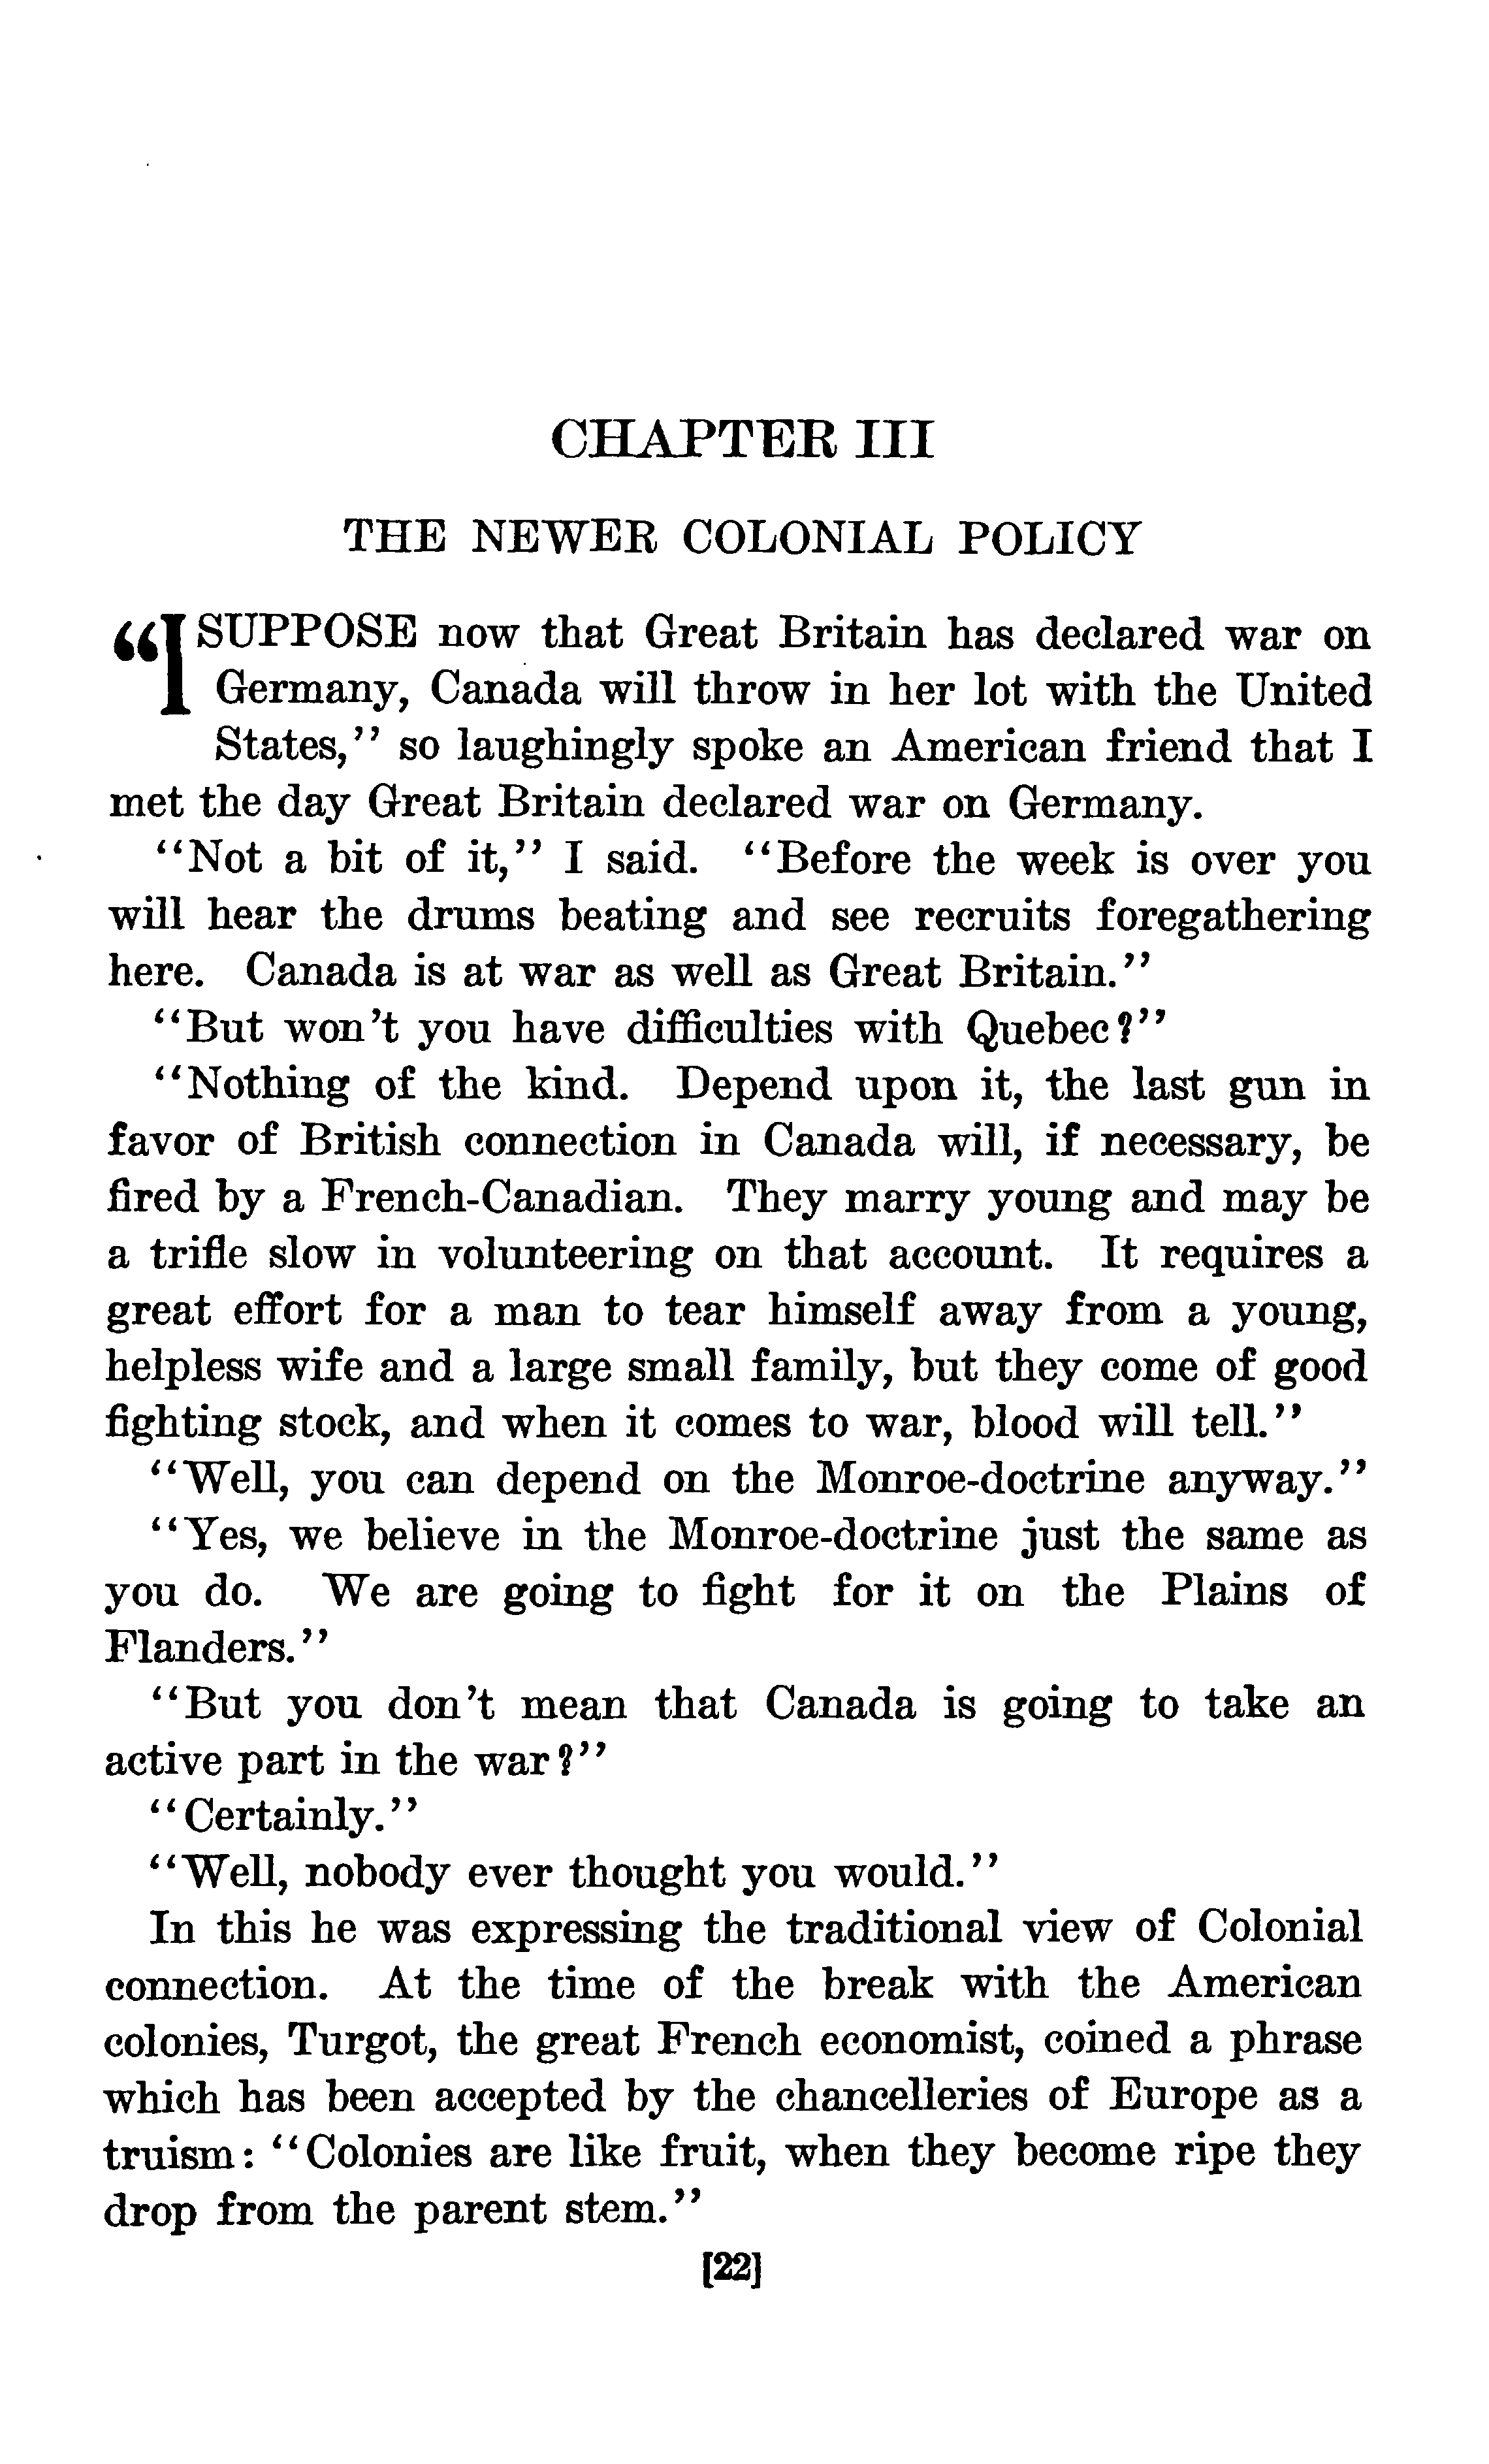 CHAPTER III
THE NEWER COLONIAL POLICY
"I SUPPOSE now that Great Britain has declared war on
Germany, Canada will throw in her lot with the United
States," so laughingly spoke an American friend that I
met the day Great Britain declared war on Germany.
"Not a bit of it," I said. "Before the week is over you
will hear the drums beating and see recruits foregathering
here. Canada is at war as well as Great Britain."
"But won't you have difficulties with Quebec?"
"Nothing of the kind. Depend upon it, the last gun in
favor of British connection in Canada will, if necessary, be
fired by a French-Canadian. They marry young and may be
a trifle slow in volunteering on that account. It requires a
great effort for a man to tear himself away from a young,
helpless wife and a large small family, but they come of good
fighting stock, and when it comes to war, blood will tell."
"Well, you can depend on the Monroe-doctrine anyway."
"Yes, we believe in the Monroe-doctrine just the same as
you do. We are going to fight for it on the Plains of
Flanders."
"But you don't mean that Canada is going to take an
active part in the war?"
"Certainly."
"Well, nobody ever thought you would."
In this he was expressing the traditional view of Colonial
connection. At the time of the break with the American
colonies, Turgot, the great French economist, coined a phrase
which has been accepted by the chancelleries of Europe as a
truism: "Colonies are like fruit, when they become ripe they
drop from the parent stem."
[22]